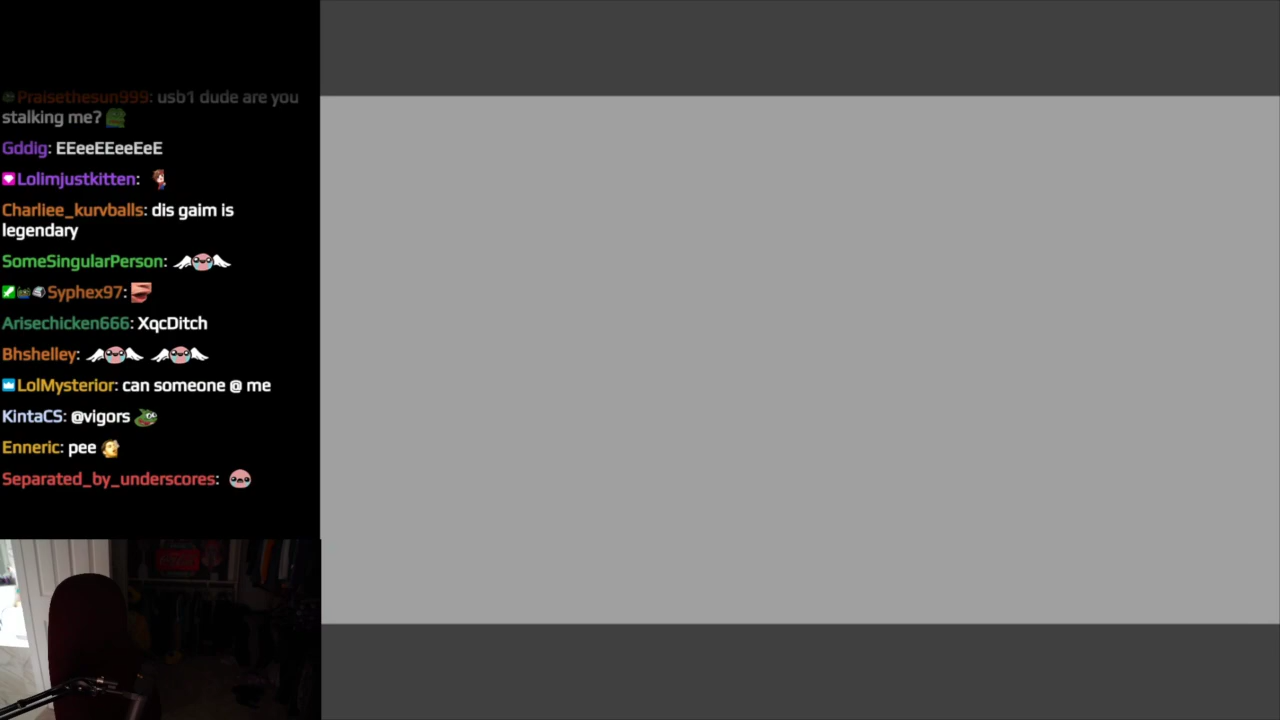 Praisethesun999: usb1 dude are you
stalking me?
Gddig: EEeeEEeeEeE
Lolimjustkitten:
Charliee_kurvballs: dis gaim is
legendary
SomeSingularPerson:
Syphex97:
Arisechicken666: XqcDitch
Bhshelley:
LolMysterior: can someone @ me
KintaCS: @vigors
Enneric: pee
Separated_by_underscores: